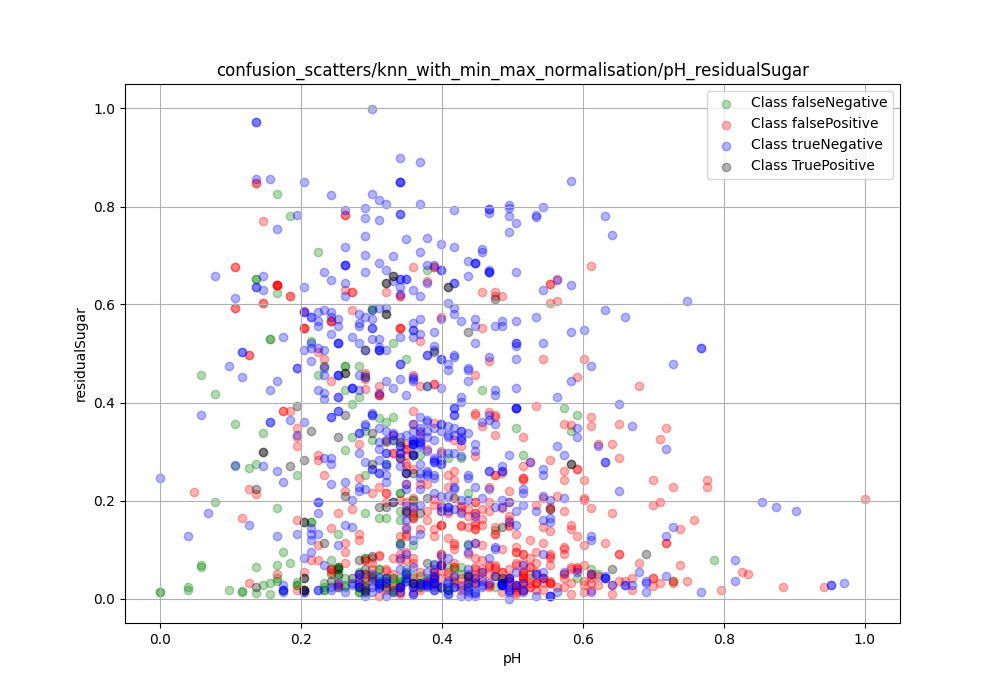 confusion_scatters/knn_with_min_max_normalisation/pH_residualSugar
Class falseNegative
Class falsePositive
Class trueNegative
Class TruePositive
1.0
0.8
0.6
0.4
0.2
0.0
residualSugar
0.0 0.2 0.4 0.6 0.8 1.0
pH